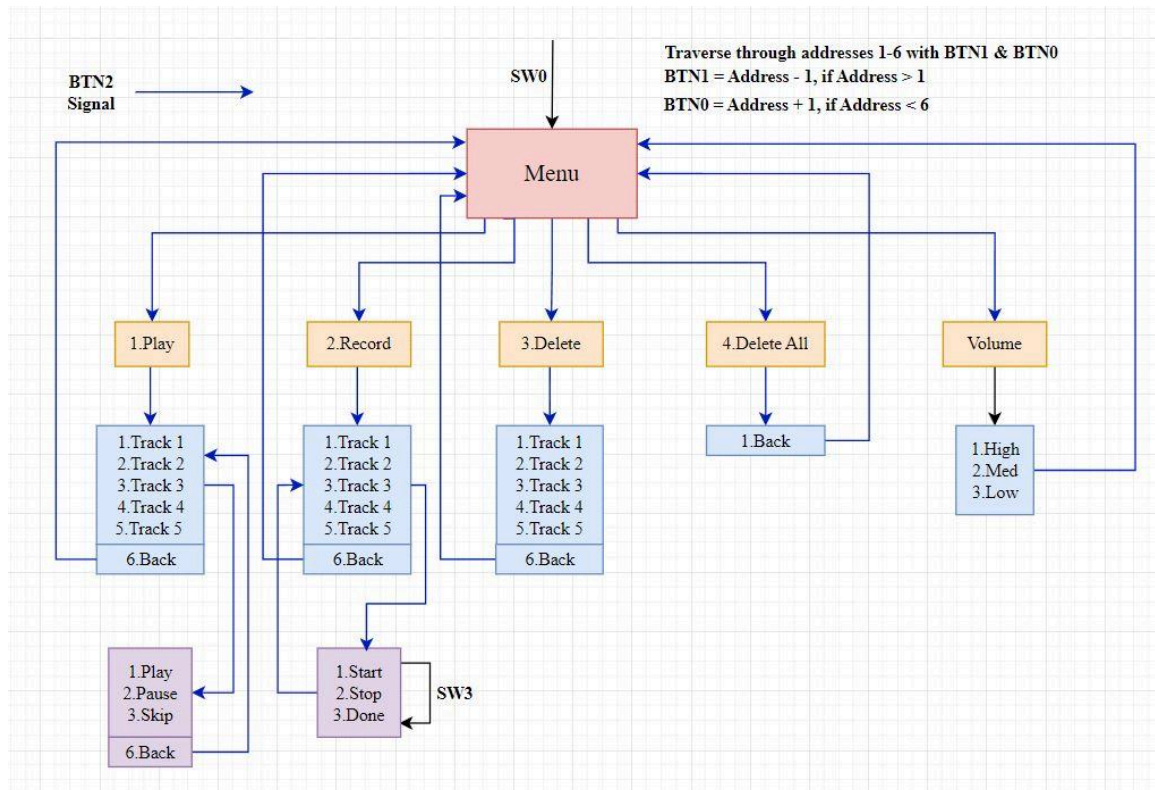 Traverse through addresses 1-6 with BTN1 & BTN0
BTN1 = Address - 1, if Address > 1
BTN0 = Address + 1, if Address < 6
BTN2
Signal
SW0
Menu
1.Play
2.Record
3.Delete
4.Delete All
Volume
1.Track 1
2.Track 2
3.Track 3
4.Track 4
5.Track 5
6.Back
1.Track 1
2.Track 2
3.Track 3
4.Track 4
5.Track 5
6.Back
1.Track 1
2.Track 2
3.Track 3
4.Track 4
5.Track 5
6.Back
1.Back
1.High
2.Med
3.Low
1.Play
2.Pause
3.Skip
6.Back
1.Start
2.Stop
3.Done
SW3